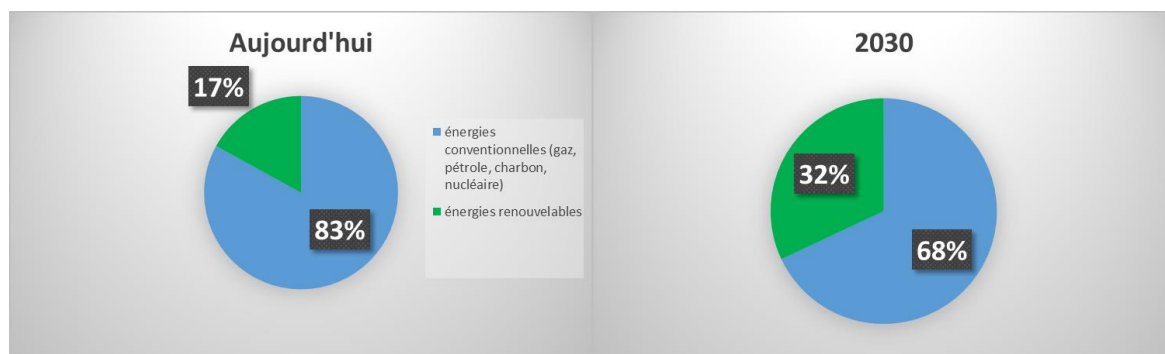 Aujourd'hui
17%
83%
énergies
conventionnelles (gaz,
pétrole, charbon,
nucléaire)
énergies renouvelables
2030
32%
68%